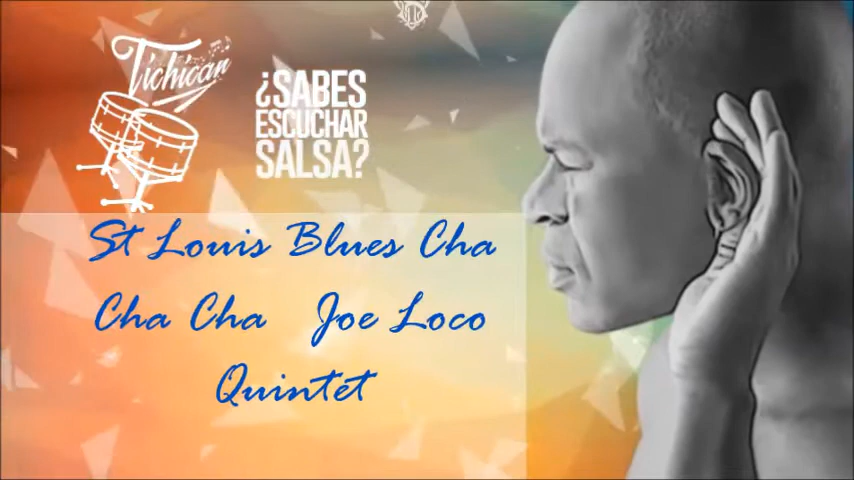 Tichican
¿SABES
ESCUCHAR
SALSA?
St Louis Blues Cha
Cha Cha Joe Loco
Quintet